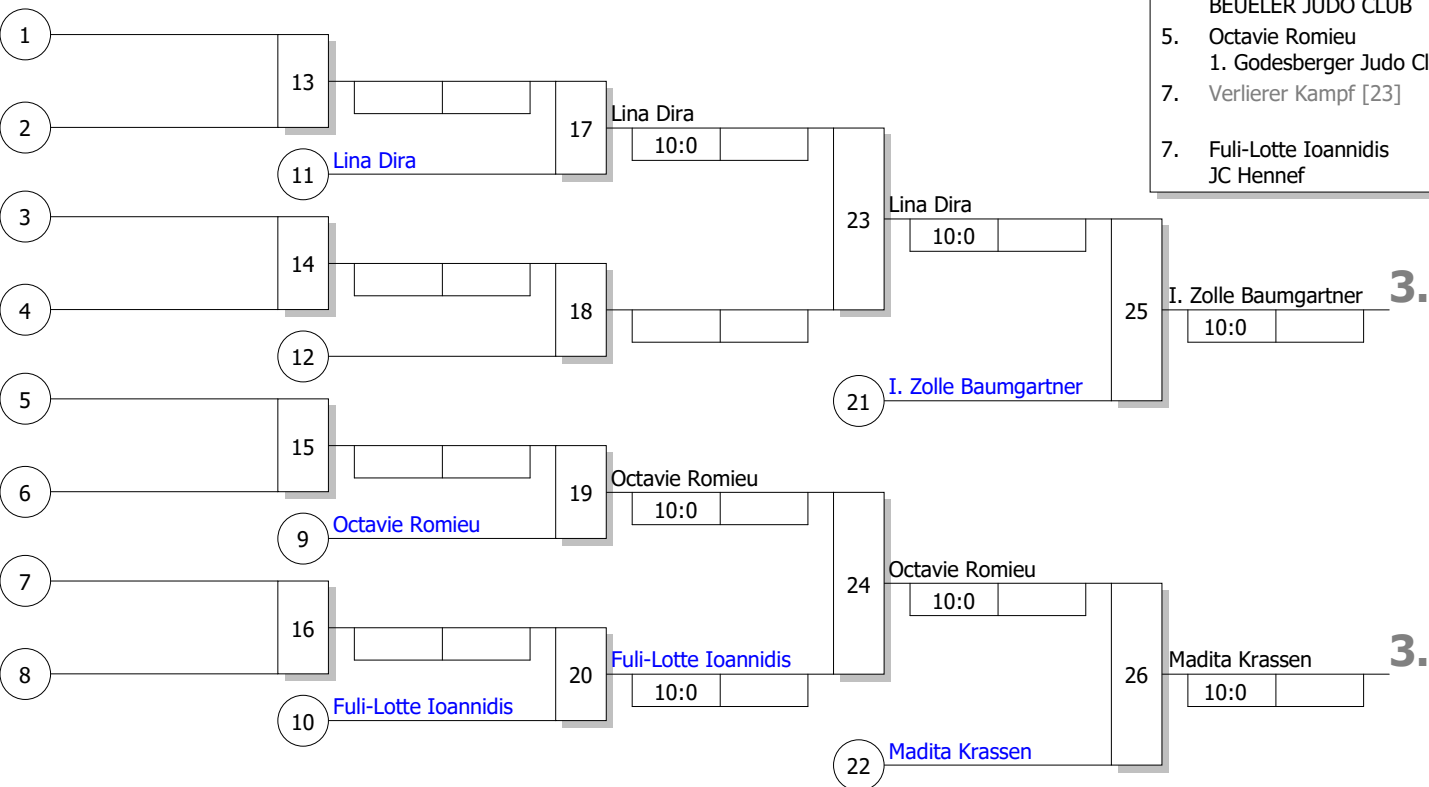 BEUELER JUDO CLUB
5. Octavie Romieu
1. Godesberger Judo Cl
7. Verlierer Kampf [23]
7. Fuli-Lotte Ioannidis
JC Hennef
1
13
2
17
Lina Dira
10:0
11
Lina Dira
3
23
Lina Dira
10:0
14
4
18
25
I. Zolle Baumgartner
3.
10:0
12
5
21
I. Zolle Baumgartner
15
6
19
Octavie Romieu
10:0
9
Octavie Romieu
7
24
Octavie Romieu
10:0
16
8
20
Fuli-Lotte Ioannidis
10:0
26
Madita Krassen
3.
10:0
10
Fuli-Lotte Ioannidis
22
Madita Krassen